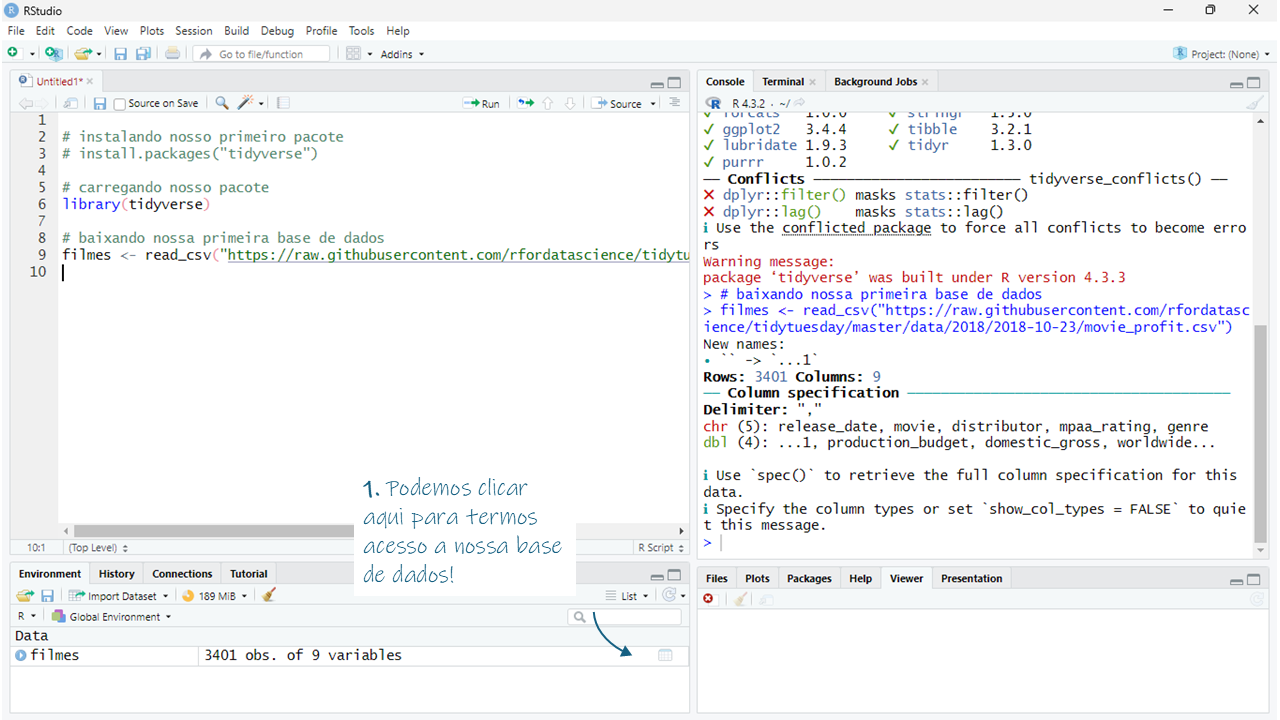 RStudio
File Edit Code View Plots Session Build Debug Profile Tools Help
Go to file/function Addins Project: (None)
Untitled1*
Source on Save Run Source
1
2 # instalando nosso primeiro pacote
3 # install.packages("tidyverse")
4
5 # carregando nosso pacote
6 library(tidyverse)
7
8 # baixando nossa primeira base de dados
9 filmes <- read_csv("https://raw.githubusercontent.com/rfordatascience/tidytu
10
1. Podemos clicar
aqui para termos
acesso a nossa base
de dados!
10:1 (Top Level) R Script
Environment History Connections Tutorial
Import Dataset 189 MiB List
R Global Environment
Data
filmes 3401 obs. of 9 variables
Console Terminal Background Jobs
R 4.3.2 · ~/
✓ forcats 1.0.0 ✓ stringr 1.5.0
✓ ggplot2 3.4.4 ✓ tibble 3.2.1
✓ lubridate 1.9.3 ✓ tidyr 1.3.0
✓ purrr 1.0.2
── Conflicts ──────────────── tidyverse_conflicts() ──
✕ dplyr::filter() masks stats::filter()
✕ dplyr::lag() masks stats::lag()
ℹ Use the conflicted package to force all conflicts to become erro
rs
Warning message:
package ‘tidyverse’ was built under R version 4.3.3
> # baixando nossa primeira base de dados
> filmes <- read_csv("https://raw.githubusercontent.com/rfordatasc
ience/tidytuesday/master/data/2018/2018-10-23/movie_profit.csv")
New names:
• `` -> `...1`
Rows: 3401 Columns: 9
── Column specification ────────────────────────
Delimiter: ","
chr (5): release_date, movie, distributor, mpaa_rating, genre
dbl (4): ...1, production_budget, domestic_gross, worldwide...
ℹ Use `spec()` to retrieve the full column specification for this
data.
ℹ Specify the column types or set `show_col_types = FALSE` to quie
t this message.
>
Files Plots Packages Help Viewer Presentation